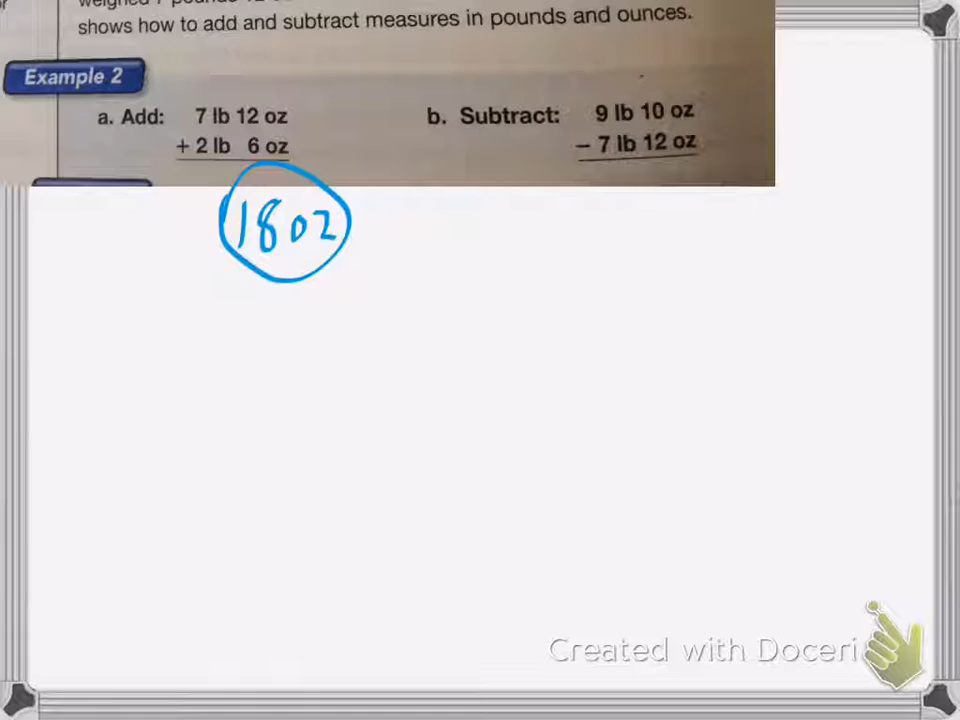 shows how to add and subtract measures in pounds and ounces.
Example 2
a. Add: 7 lb 12 oz
+ 2 lb 6 oz
b. Subtract: 9 lb 10 oz
− 7 lb 12 oz
18 oz
Created with Doceri